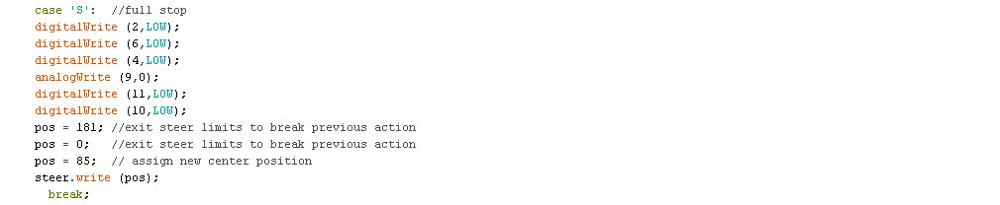 case 'S':  //full stop
digitalWrite (2,LOW);
digitalWrite (6,LOW);
digitalWrite (4,LOW);
analogWrite (9,0);
digitalWrite (11,LOW);
digitalWrite (10,LOW);
pos = 181; //exit steer limits to break previous action
pos = 0;   //exit steer limits to break previous action
pos = 85;  // assign new center position
steer.write (pos);
break;